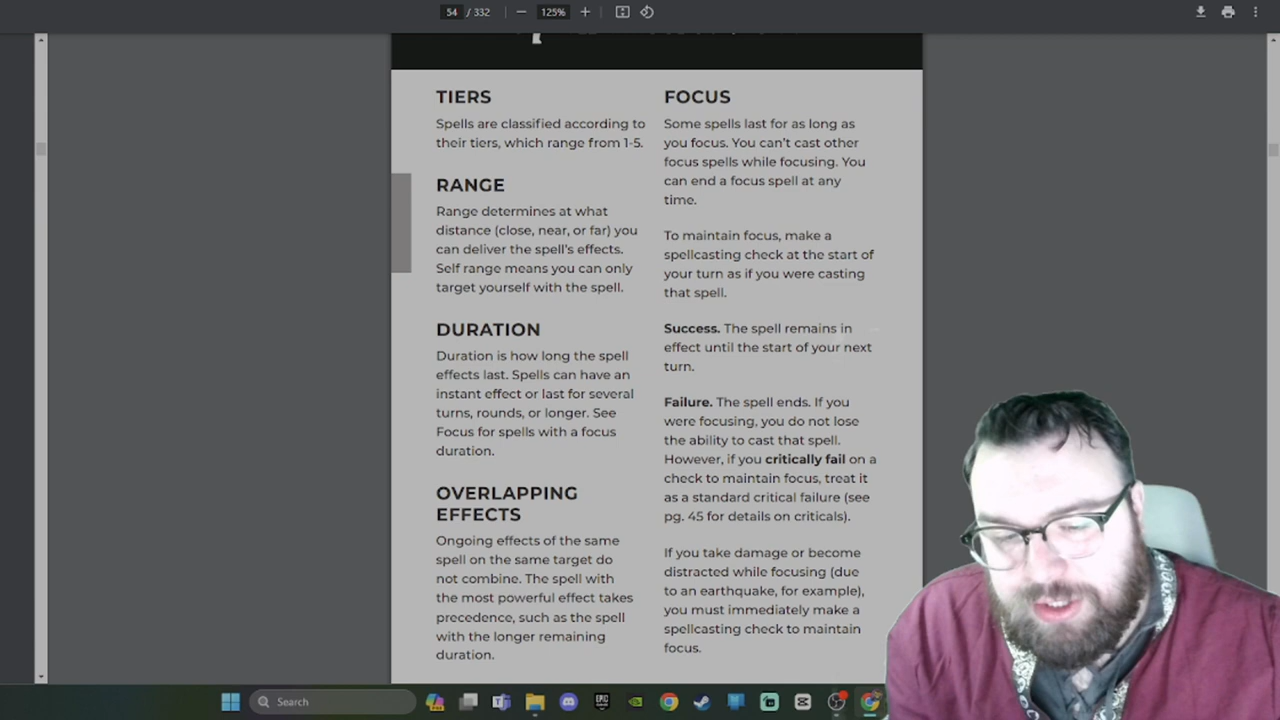 54 / 332
125%
TIERS
Spells are classified according to
their tiers, which range from 1-5.
RANGE
Range determines at what
distance (close, near, or far) you
can deliver the spell's effects.
Self range means you can only
target yourself with the spell.
DURATION
Duration is how long the spell
effects last. Spells can have an
instant effect or last for several
turns, rounds, or longer. See
Focus for spells with a focus
duration.
OVERLAPPING
EFFECTS
Ongoing effects of the same
spell on the same target do
not combine. The spell with
the most powerful effect takes
precedence, such as the spell
with the longer remaining
duration.
FOCUS
Some spells last for as long as
you focus. You can't cast other
focus spells while focusing. You
can end a focus spell at any
time.
To maintain focus, make a
spellcasting check at the start of
your turn as if you were casting
that spell.
Success. The spell remains in
effect until the start of your next
turn.
Failure. The spell ends. If you
were focusing, you do not lose
the ability to cast that spell.
However, if you critically fail on a
check to maintain focus, treat it
as a standard critical failure (see
pg. 45 for details on criticals).
If you take damage or become
distracted while focusing (due
to an earthquake, for example),
you must immediately make a
spellcasting check to maintain
focus.
Search